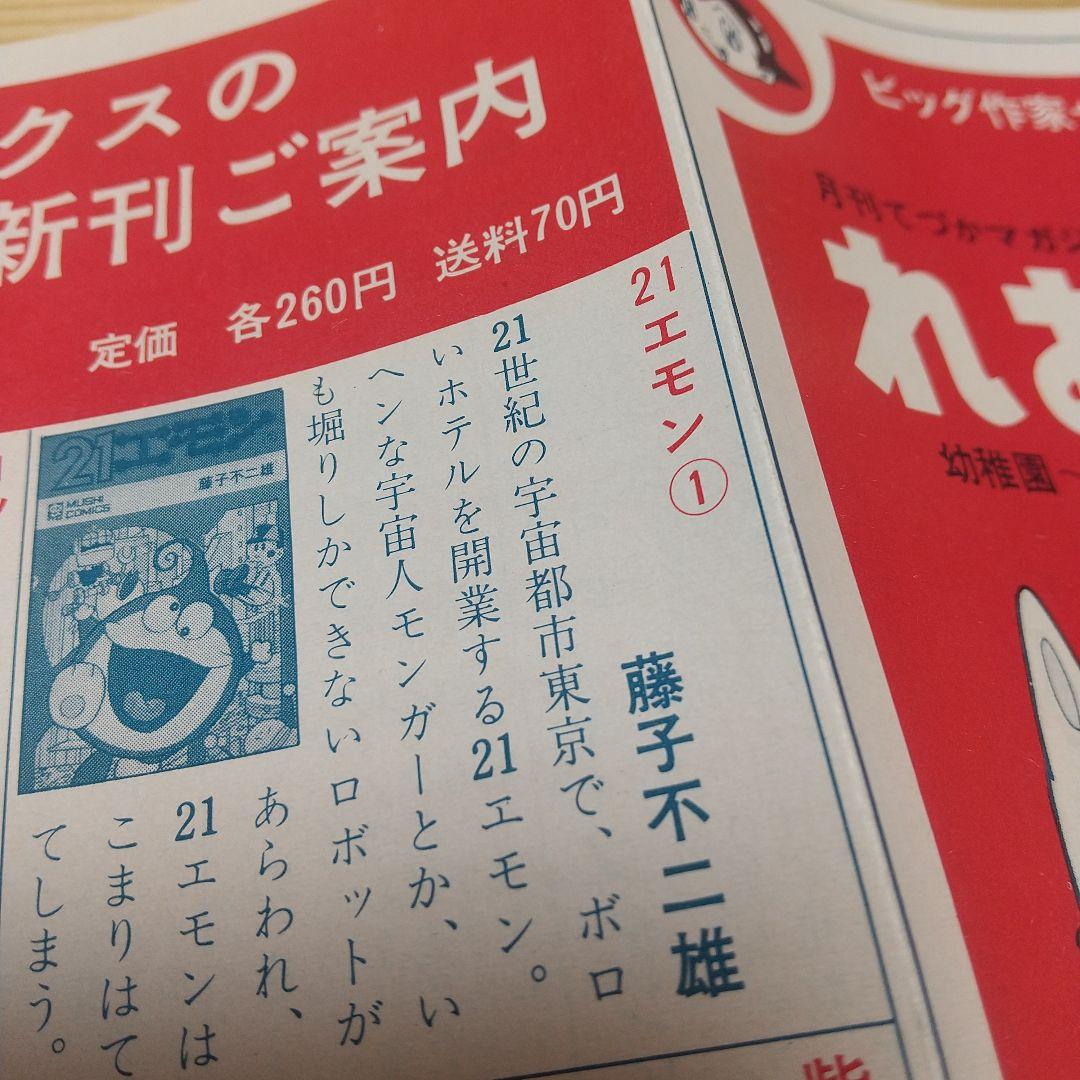 クスの
新刊ご案内
定価 各260円 送料70円
21エモン①
藤子不二雄
21世紀の宇宙都市東京で、ボロ
いホテルを開業する21エモン。
ヘンな宇宙人モンガーとか、い
も堀りしかできないロボットが
あらわれ、
21エモンは
こまりはて
てしまう。
21エモン
藤子不二雄
MUSHI
COMICS
ビッグ作家
月刊てづかマガジ
れお
幼稚園